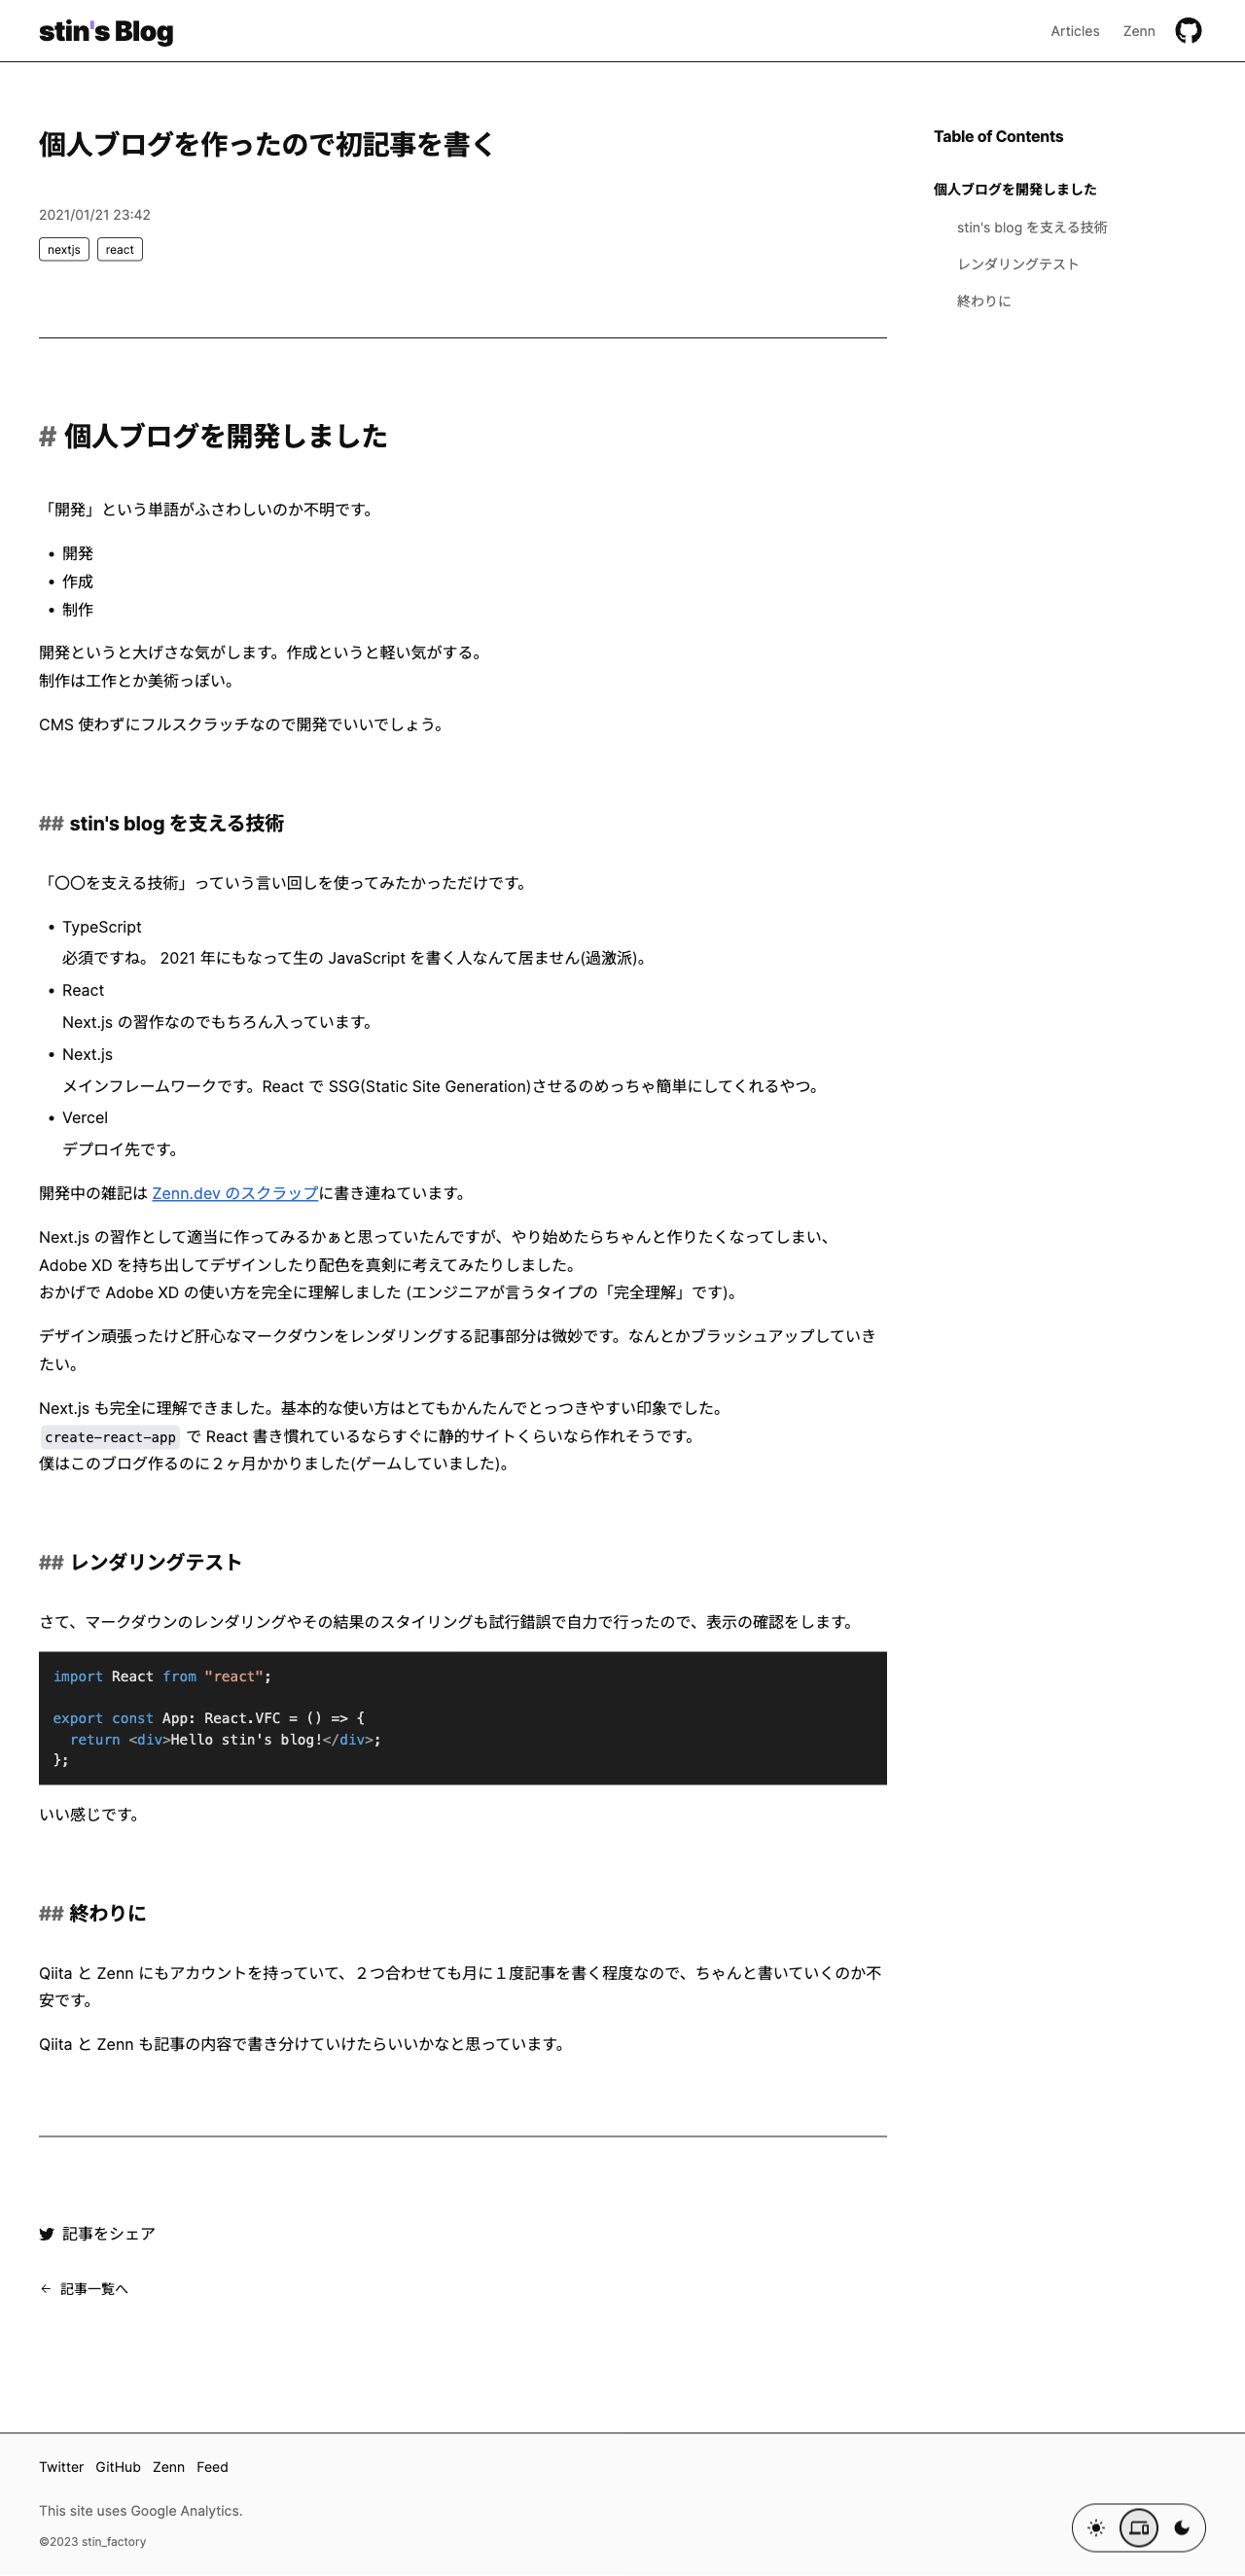 stin's Blog
Articles Zenn
個人ブログを作ったので初記事を書く
2021/01/21 23:42
nextjs react
Table of Contents
個人ブログを開発しました
stin's blog を支える技術
レンダリングテスト
終わりに
# 個人ブログを開発しました
「開発」という単語がふさわしいのか不明です。
• 開発
• 作成
• 制作
開発というと大げさな気がします。作成というと軽い気がする。
制作は工作とか美術っぽい。
CMS 使わずにフルスクラッチなので開発でいいでしょう。
## stin's blog を支える技術
「〇〇を支える技術」っていう言い回しを使ってみたかっただけです。
• TypeScript
必須ですね。 2021 年にもなって生の JavaScript を書く人なんて居ません(過激派)。
• React
Next.js の習作なのでもちろん入っています。
• Next.js
メインフレームワークです。React で SSG(Static Site Generation)させるのめっちゃ簡単にしてくれるやつ。
• Vercel
デプロイ先です。
開発中の雑記は Zenn.dev のスクラップに書き連ねています。
Next.js の習作として適当に作ってみるかぁと思っていたんですが、やり始めたらちゃんと作りたくなってしまい、
Adobe XD を持ち出してデザインしたり配色を真剣に考えてみたりしました。
おかげで Adobe XD の使い方を完全に理解しました (エンジニアが言うタイプの「完全理解」です)。
デザイン頑張ったけど肝心なマークダウンをレンダリングする記事部分は微妙です。なんとかブラッシュアップしていき
たい。
Next.js も完全に理解できました。基本的な使い方はとてもかんたんでとっつきやすい印象でした。
create-react-app で React 書き慣れているならすぐに静的サイトくらいなら作れそうです。
僕はこのブログ作るのに２ヶ月かかりました(ゲームしていました)。
## レンダリングテスト
さて、マークダウンのレンダリングやその結果のスタイリングも試行錯誤で自力で行ったので、表示の確認をします。
import React from "react";
export const App: React.VFC = () => {
  return <div>Hello stin's blog!</div>;
};
いい感じです。
## 終わりに
Qiita と Zenn にもアカウントを持っていて、２つ合わせても月に１度記事を書く程度なので、ちゃんと書いていくのか不
安です。
Qiita と Zenn も記事の内容で書き分けていけたらいいかなと思っています。
記事をシェア
← 記事一覧へ
Twitter GitHub Zenn Feed
This site uses Google Analytics.
©2023 stin_factory